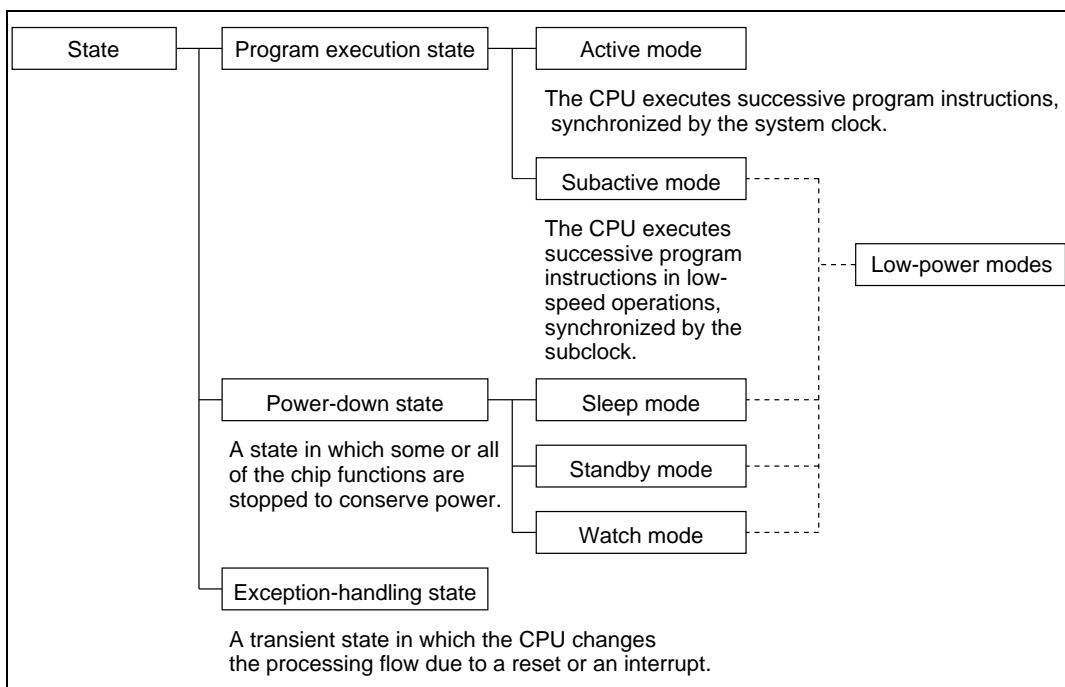 State
Program execution state
Active mode
The CPU executes successive program instructions,
synchronized by the system clock.
Subactive mode
The CPU executes
successive program
instructions in low-
speed operations,
synchronized by the
subclock.
Low-power modes
Power-down state
A state in which some or all
of the chip functions are
stopped to conserve power.
Sleep mode
Standby mode
Watch mode
Exception-handling state
A transient state in which the CPU changes
the processing flow due to a reset or an interrupt.